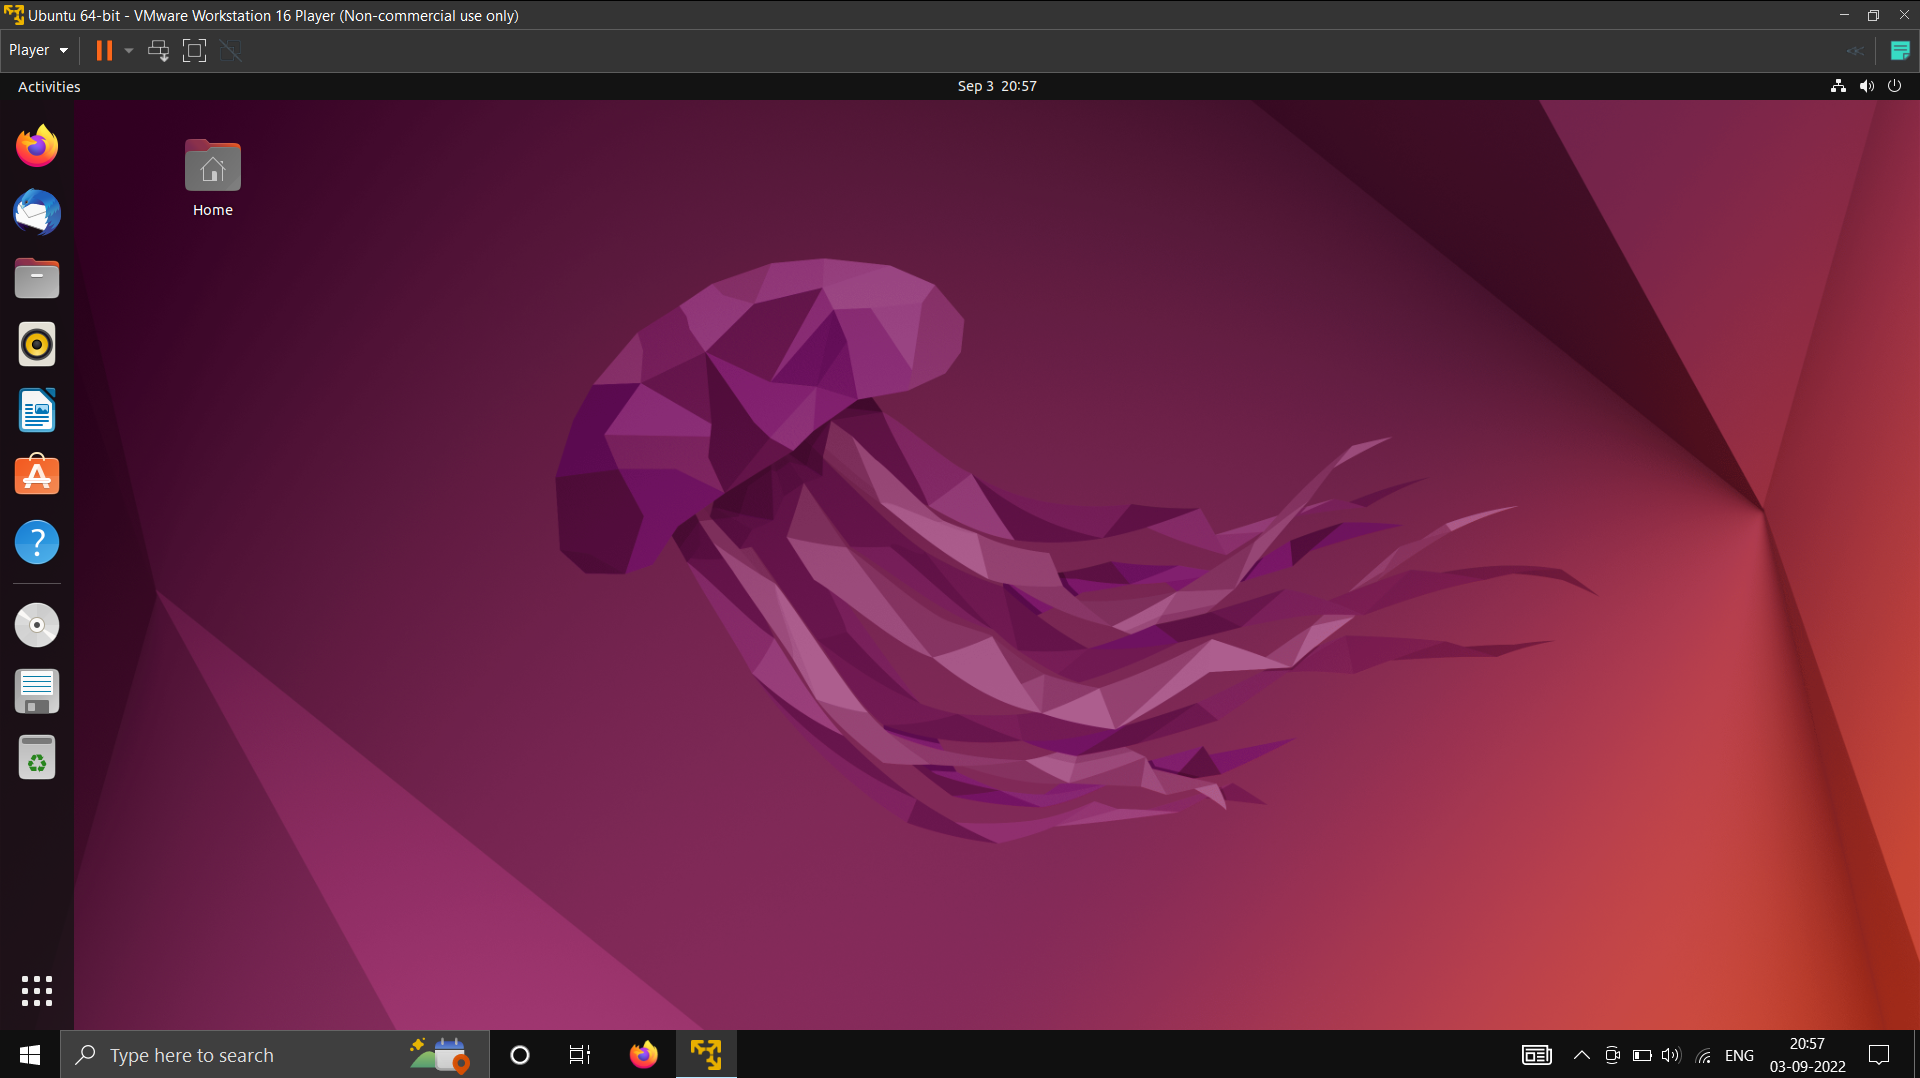 Ubuntu 64-bit - VMware Workstation 16 Player (Non-commercial use only)
Player
Activities
Sep 3 20:57
Home
Type here to search
ENG
20:57
03-09-2022